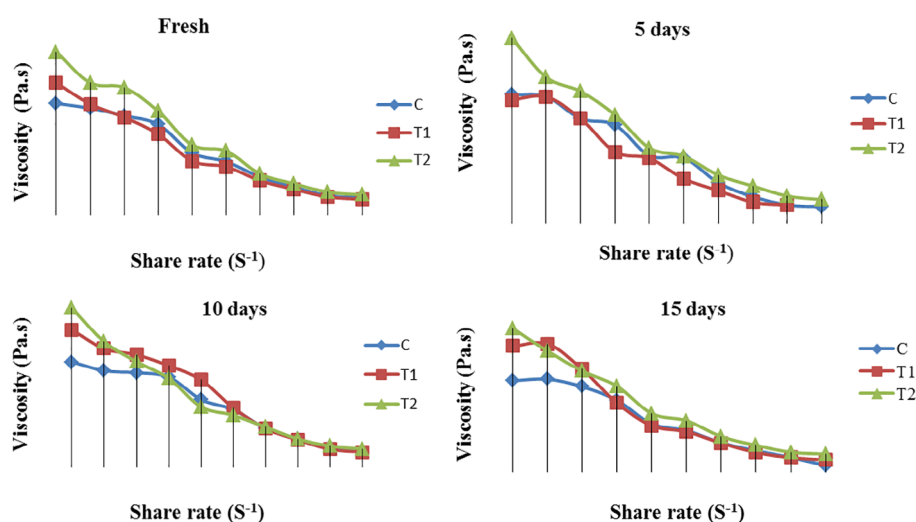 Fresh
Viscosity (Pa.s)
C
T1
T2
Share rate (S⁻¹)
5 days
Viscosity (Pa.s)
C
T1
T2
Share rate (S⁻¹)
10 days
Viscosity (Pa.s)
C
T1
T2
Share rate (S⁻¹)
15 days
Viscosity (Pa.s)
C
T1
T2
Share rate (S⁻¹)